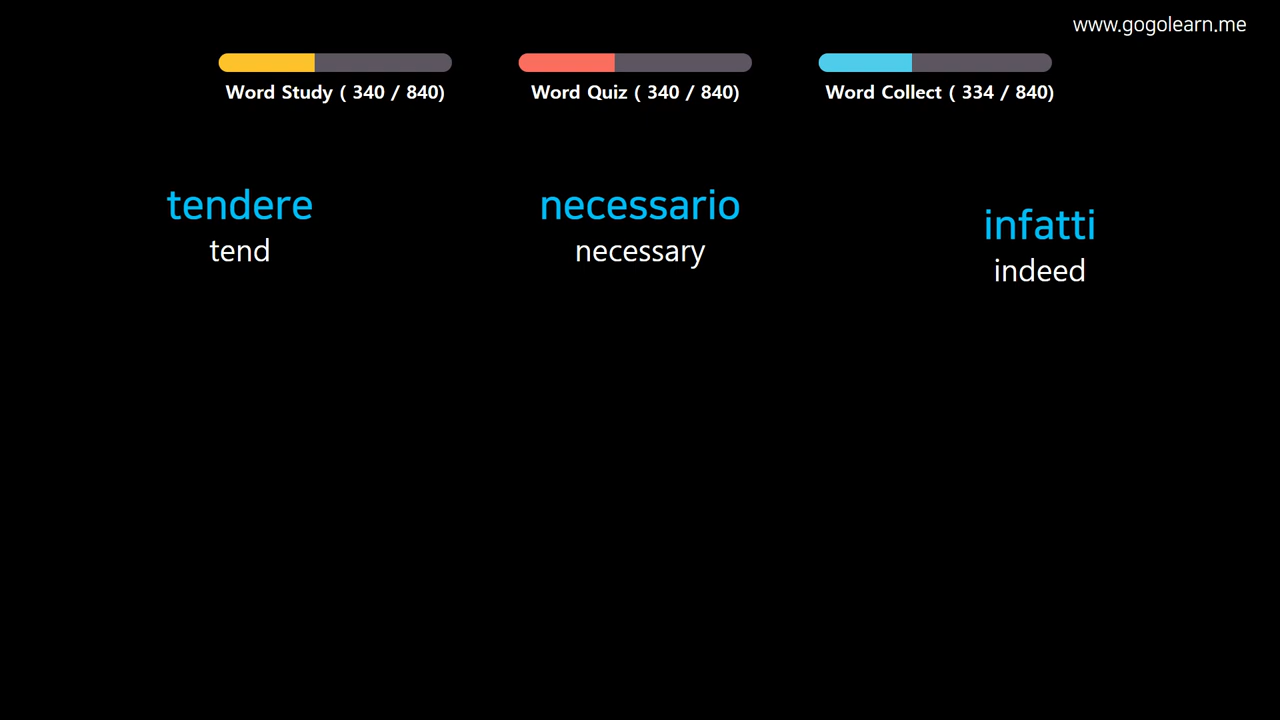 www.gogolearn.me
Word Study ( 340 / 840)
Word Quiz ( 340 / 840)
Word Collect ( 334 / 840)
tendere
tend
necessario
necessary
infatti
indeed